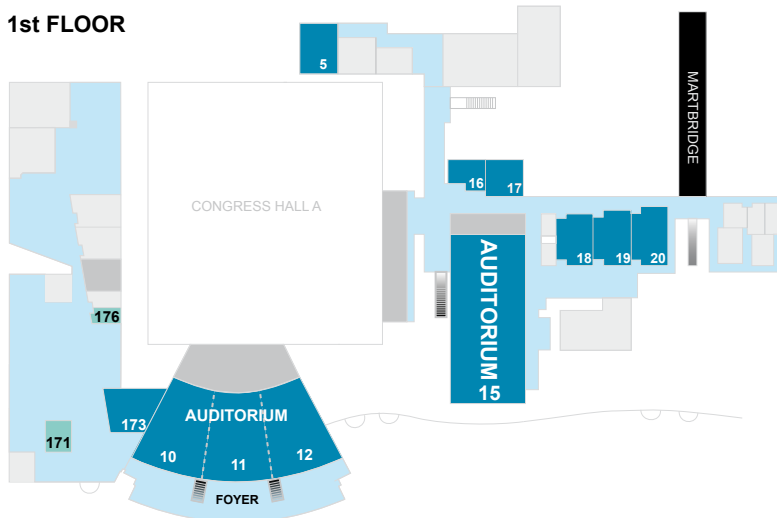 1st FLOOR
5
MARTBRIDGE
16
17
CONGRESS HALL A
18
19
20
AUDITORIUM 15
176
173
AUDITORIUM
171
10
11
12
FOYER